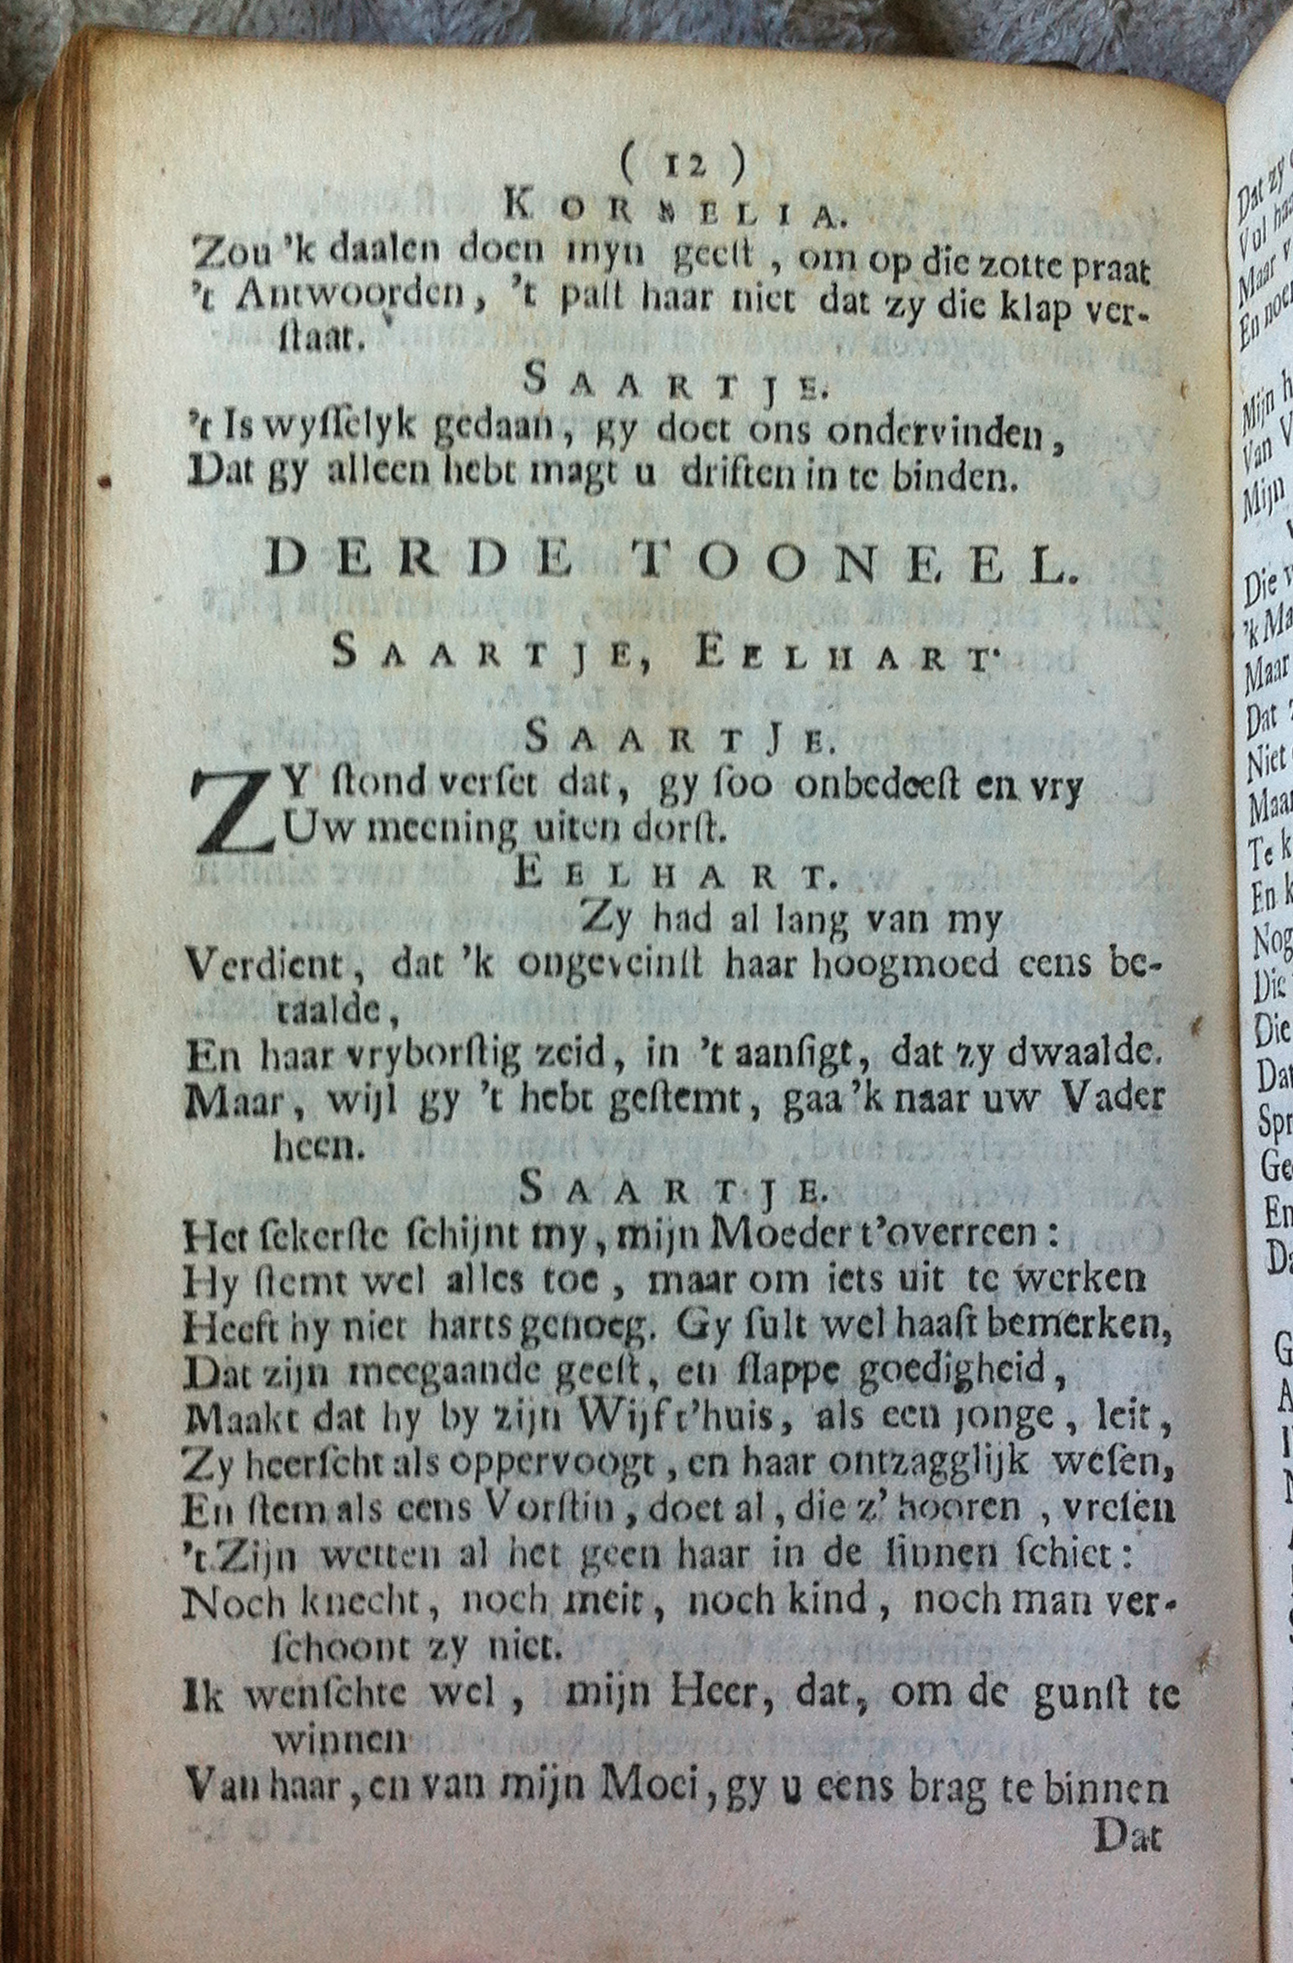 ( 12 )
KORNELIA.
Zou 'k daalen doen myn geeſt , om op die zotte praat
't Antwoorden, 't paſt haar niet dat zy die klap ver-
ſtaat.
SAARTJE.
't Is wyſſelyk gedaan, gy doet ons ondervinden,
Dat gy alleen hebt magt u driften in te binden.
DERDE TOONEEL.
SAARTJE, EELHART.
SAARTJE.
ZY ſtond verſet dat, gy ſoo onbedeeſt en vry
Uw meening uiten dorſt.
EELHART.
Zy had al lang van my
Verdient, dat 'k ongeveinſt haar hoogmoed eens be-
taalde,
En haar vryborſtig zeid, in 't aanſigt, dat zy dwaalde.
Maar, wijl gy 't hebt geſtemt, gaa 'k naar uw Vader
heen.
SAARTJE.
Het ſekerſte ſchijnt my, mijn Moeder t'overreen :
Hy ſtemt wel alles toe, maar om iets uit te werken
Heeft hy niet harts genoeg. Gy ſult wel haaſt bemerken,
Dat zijn meegaande geeſt, en ſlappe goedigheid,
Maakt dat hy by zijn Wijf t'huis, als een jonge, leit,
Zy heerſcht als oppervoogt, en haar ontzagglijk weſen,
En ſtem als eens Vorſtin, doet al, die z' hooren , vreſen
't Zijn wetten al het geen haar in de ſinnen ſchiet :
Noch knecht, noch meit, noch kind, noch man ver-
ſchoont zy niet.
Ik wenſchte wel, mijn Heer, dat, om de gunſt te
winnen
Van haar, en van mijn Moei, gy u eens brag te binnen
Dat